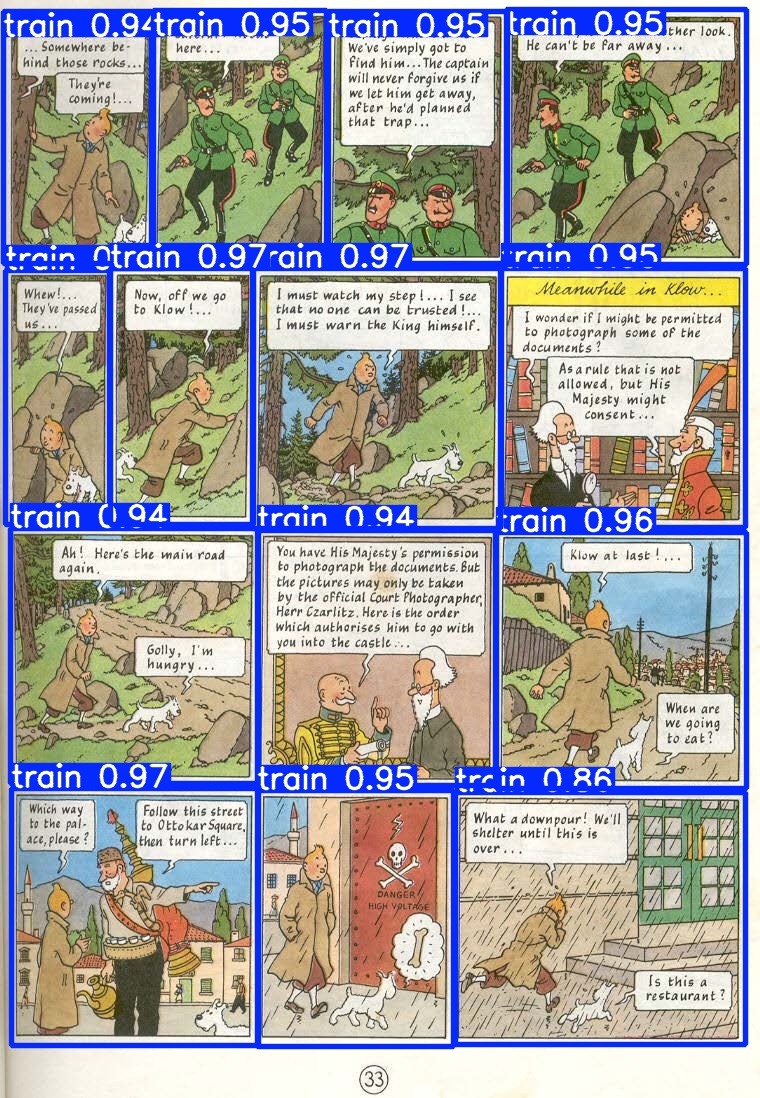 train 0.94
train 0.95
train 0.95
train 0.95
...Somewhere be-
hind those rocks...
They're
coming!...
here...
We've simply got to
find him...The captain
will never forgive us if
we let him get away,
after he'd planned
that trap...
other look.
He can't be far away...
train
train 0.97
train 0.97
train 0.95
Whew!...
They've passed
us...
Now, off we go
to Klow!...
I must watch my step!... I see
that no one can be trusted!...
I must warn the King himself.
Meanwhile in Klow...
I wonder if I might be permitted
to photograph some of the
documents?
As a rule that is not
allowed, but His
Majesty might
consent...
train 0.94
train 0.94
train 0.96
Ah! Here's the main road
again.
Golly, I'm
hungry...
You have His Majesty's permission
to photograph the documents. But
the pictures may only be taken
by the official Court Photographer,
Herr Czarlitz. Here is the order
which authorises him to go with
you into the castle...
Klow at last!...
When are
we going
to eat?
train 0.97
train 0.95
train 0.86
Which way
to the pal-
ace, please?
Follow this street
to Ottokar Square,
then turn left...
DANGER
HIGH VOLTAGE
What a downpour! We'll
shelter until this is
over...
Is this a
restaurant?
33